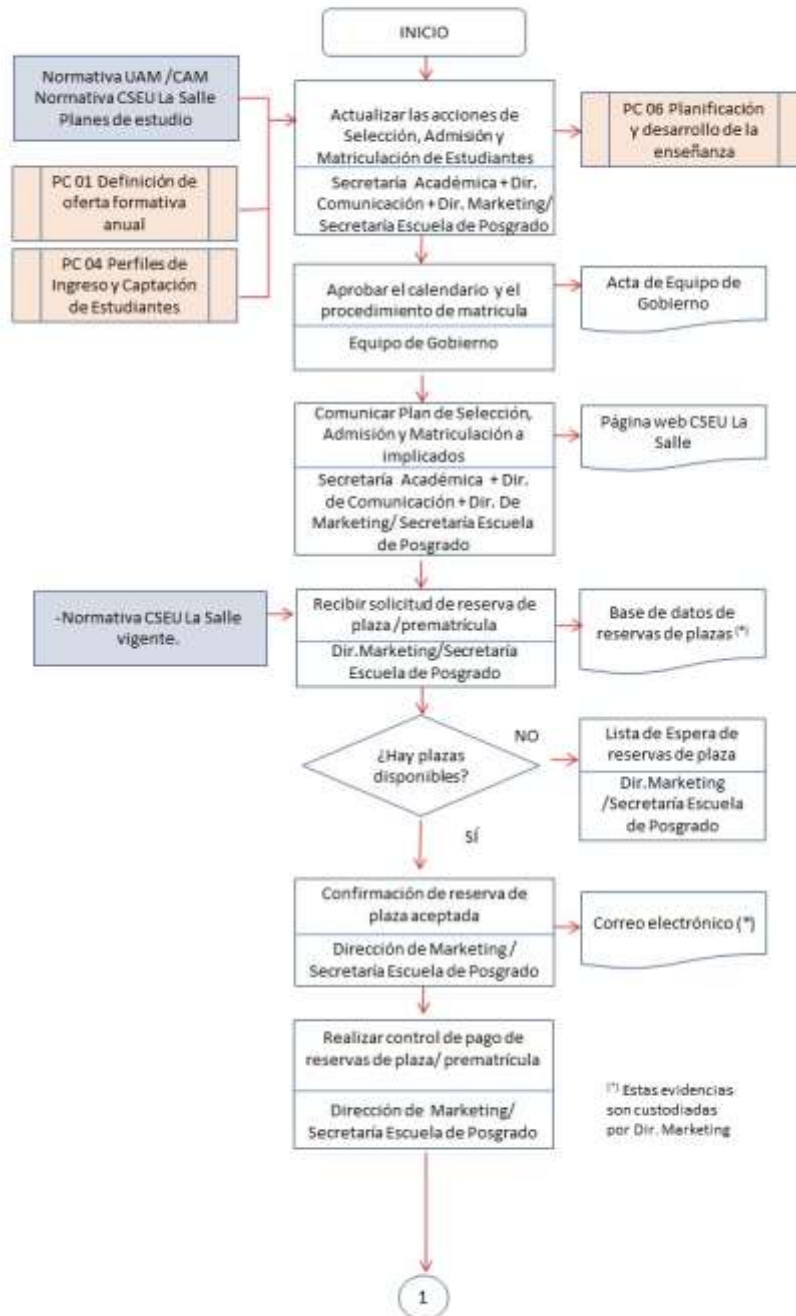 INICIO
Normativa UAM /CAM
Normativa CSEU La Salle
Planes de estudio
Actualizar las acciones de
Selección, Admisión y
Matriculación de Estudiantes
Secretaría Académica + Dir.
Comunicación + Dir. Marketing/
Secretaría Escuela de Posgrado
PC 06 Planificación
y desarrollo de la
enseñanza
PC 01 Definición de
oferta formativa
anual
PC 04 Perfiles de
Ingreso y Captación
de Estudiantes
Aprobar el calendario y el
procedimiento de matricula
Equipo de Gobierno
Acta de Equipo de
Gobierno
Comunicar Plan de Selección,
Admisión y Matriculación a
implicados
Secretaría Académica + Dir.
de Comunicación + Dir. De
Marketing/ Secretaría Escuela
de Posgrado
Página web CSEU La
Salle
-Normativa CSEU La Salle
vigente.
Recibir solicitud de reserva de
plaza /prematrícula
Dir.Marketing/Secretaría
Escuela de Posgrado
Base de datos de
reservas de plazas (*)
¿Hay plazas
disponibles?
NO
Lista de Espera de
reservas de plaza
Dir.Marketing
/Secretaría Escuela
de Posgrado
SÍ
Confirmación de reserva de
plaza aceptada
Dirección de Marketing /
Secretaría Escuela de Posgrado
Correo electrónico (*)
Realizar control de pago de
reservas de plaza/ prematrícula
Dirección de Marketing/
Secretaría Escuela de Posgrado
(*) Estas evidencias
son custodiadas
por Dir. Marketing
1